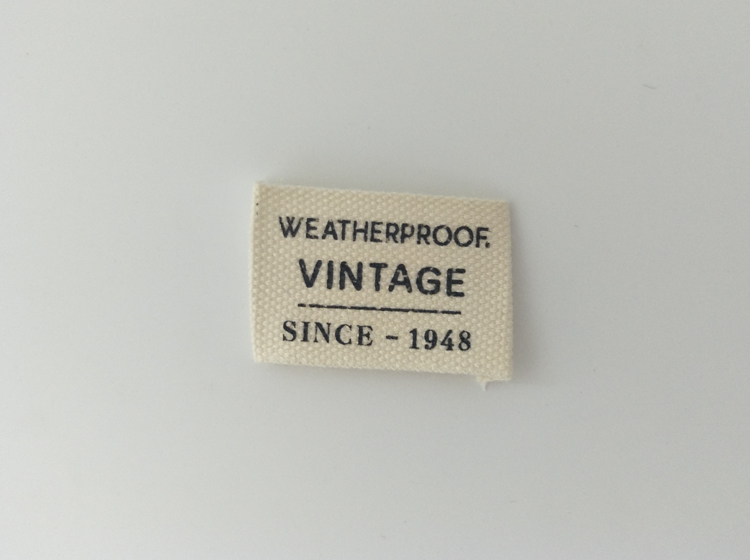 WEATHERPROOF.
VINTAGE
SINCE - 1948